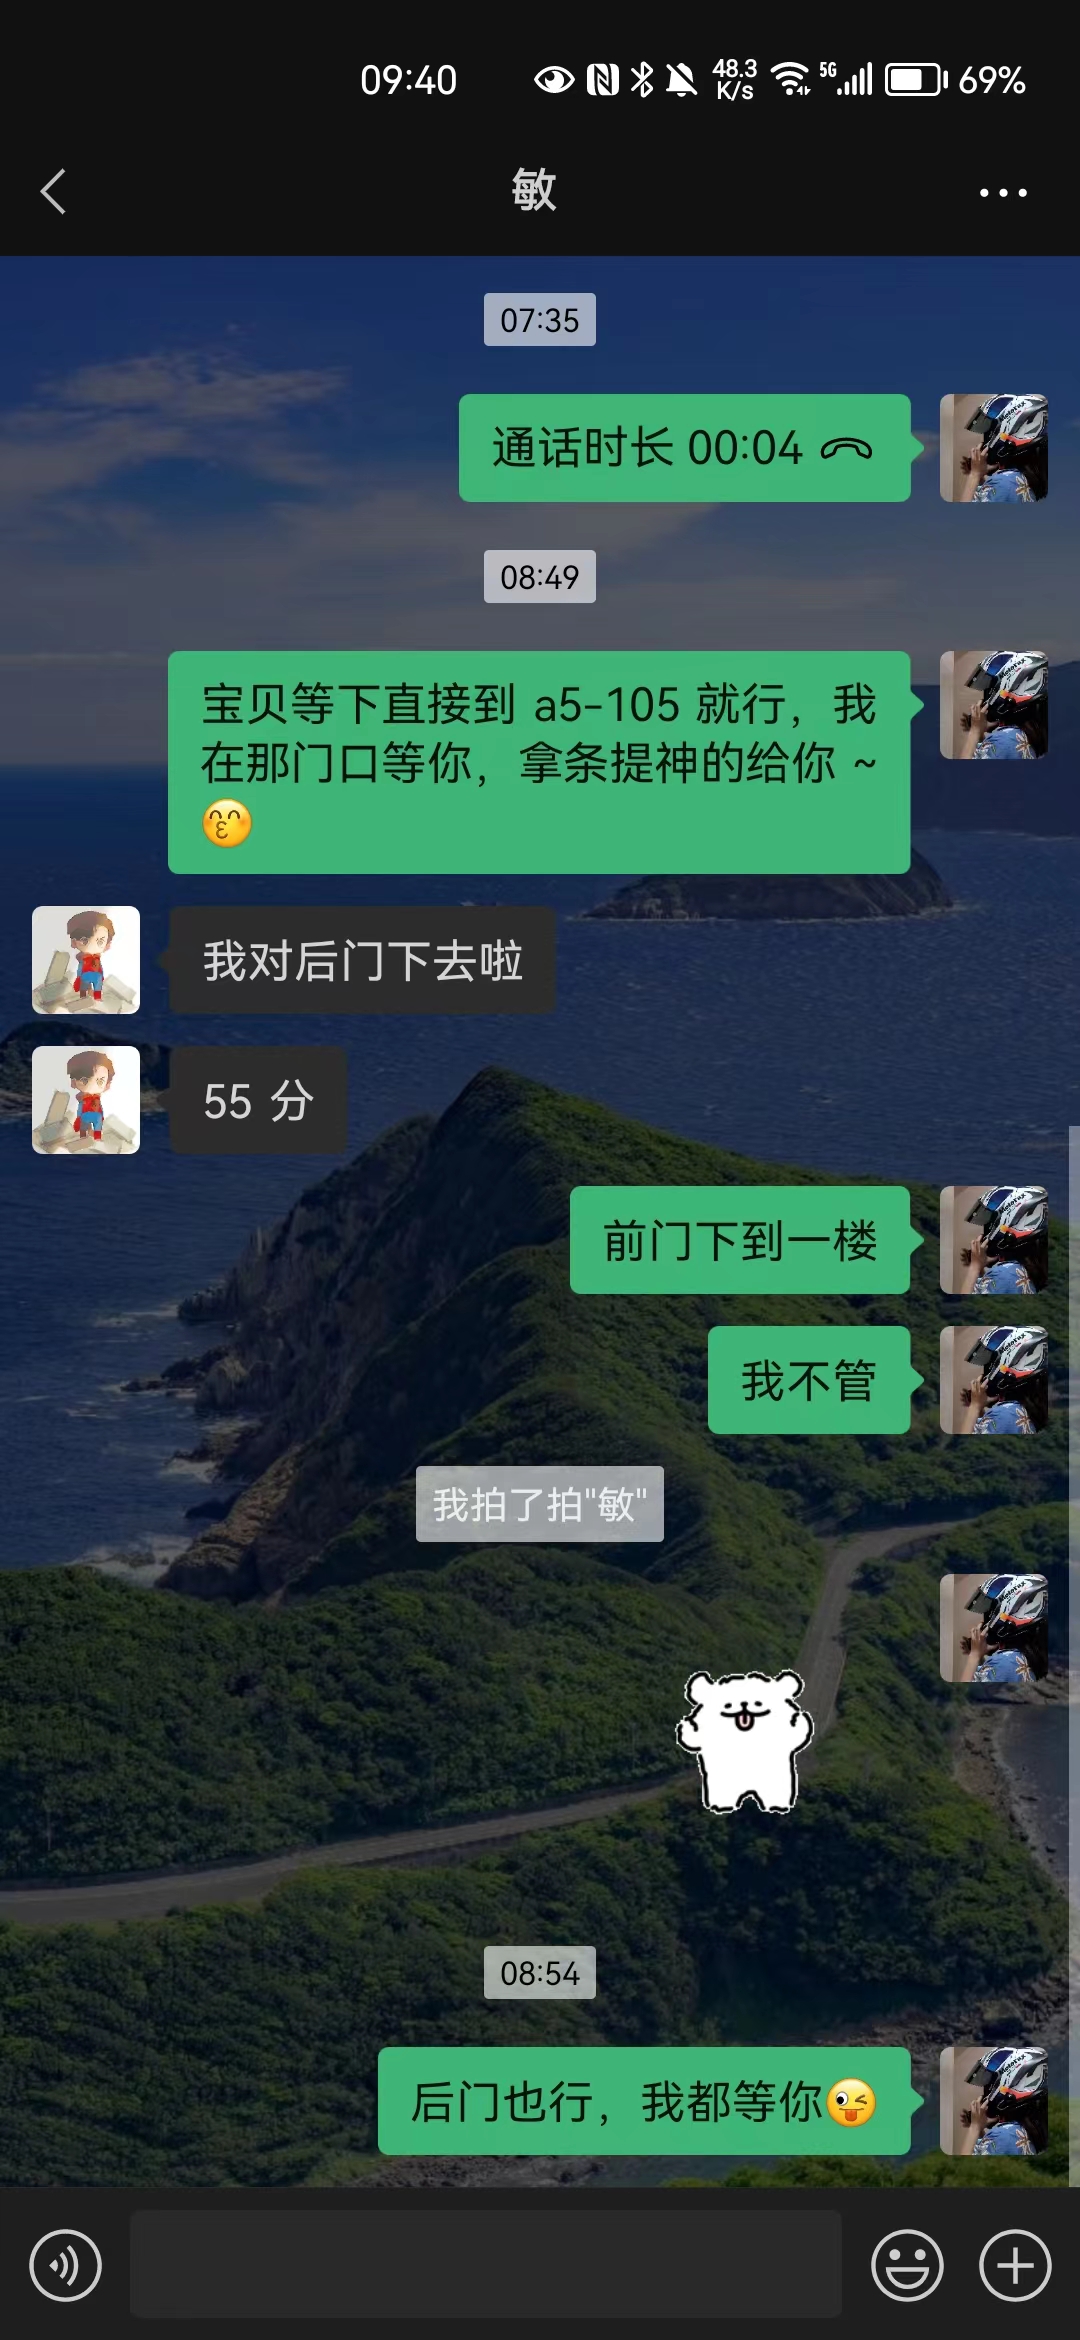 09:40
48.3
K/s
5G
69%
敏
07:35
通话时长 00:04
08:49
宝贝等下直接到 a5-105 就行，我
在那门口等你，拿条提神的给你 ~
😙
我对后门下去啦
55 分
前门下到一楼
我不管
我拍了拍"敏"
08:54
后门也行，我都等你😜